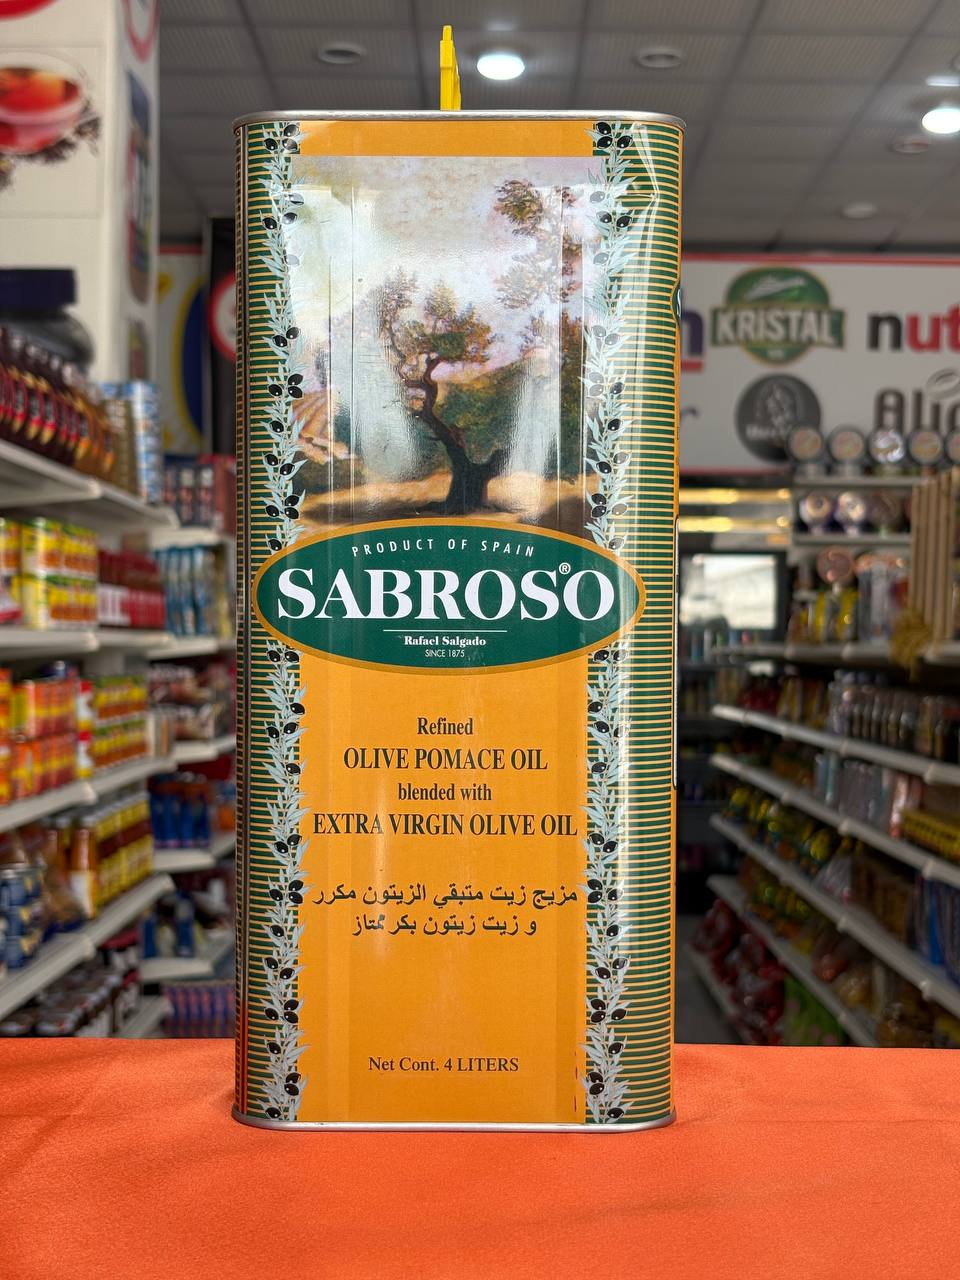 PRODUCT OF SPAIN
SABROSO®
Rafael Salgado
SINCE 1875
Refined
OLIVE POMACE OIL
blended with
EXTRA VIRGIN OLIVE OIL
مزيج زيت متبقي الزيتون مكرر
و زيت زيتون بكر ممتاز
Net Cont. 4 LITERS
KRISTAL
nut